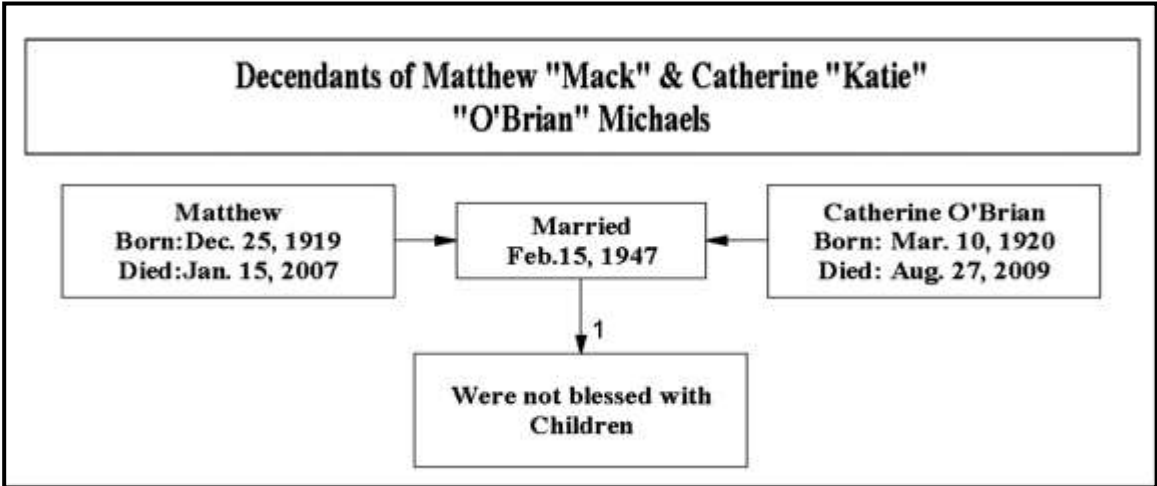 Decendants of Matthew "Mack" & Catherine "Katie"
"O'Brian" Michaels
Matthew
Born:Dec. 25, 1919
Died:Jan. 15, 2007
Married
Feb.15, 1947
Catherine O'Brian
Born: Mar. 10, 1920
Died: Aug. 27, 2009
1
Were not blessed with
Children